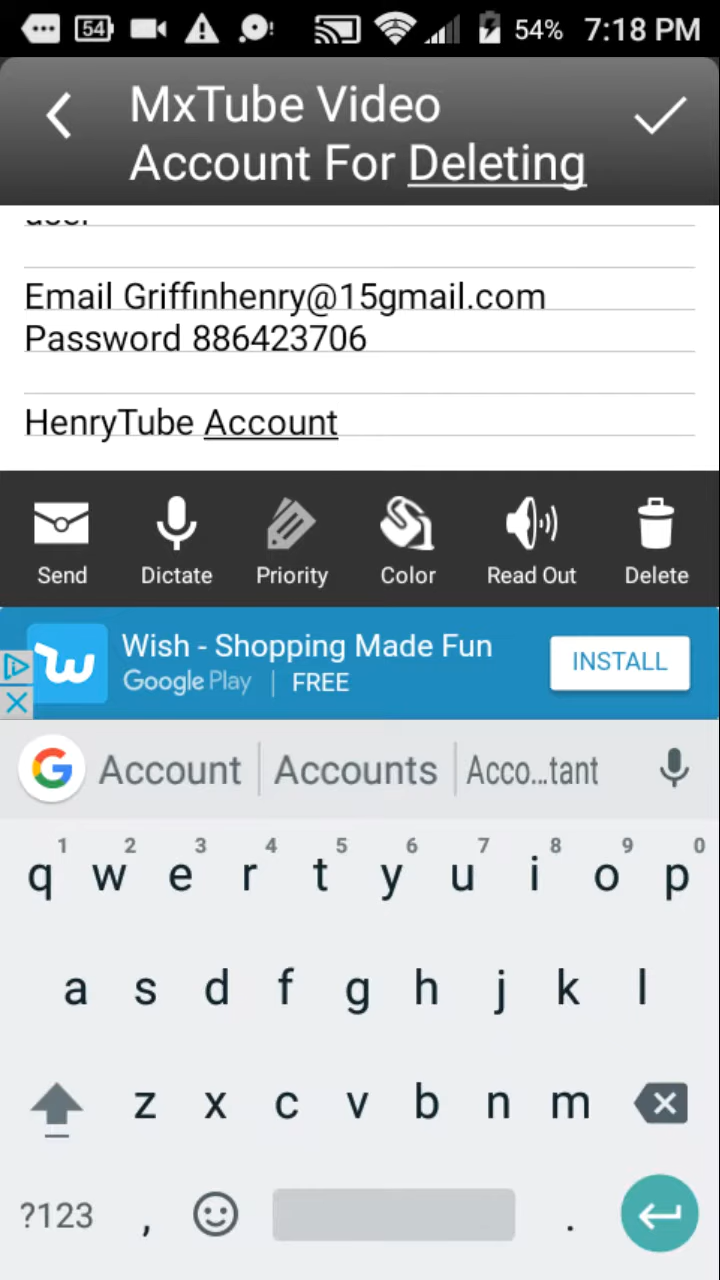 54 54% 7:18 PM
MxTube Video
Account For Deleting
Email Griffinhenry@15gmail.com
Password 886423706
HenryTube Account
Send Dictate Priority Color Read Out Delete
Wish - Shopping Made Fun
Google Play | FREE
INSTALL
Account Accounts Acco...tant
1 2 3 4 5 6 7 8 9 0
q w e r t y u i o p
a s d f g h j k l
z x c v b n m
?123 , .